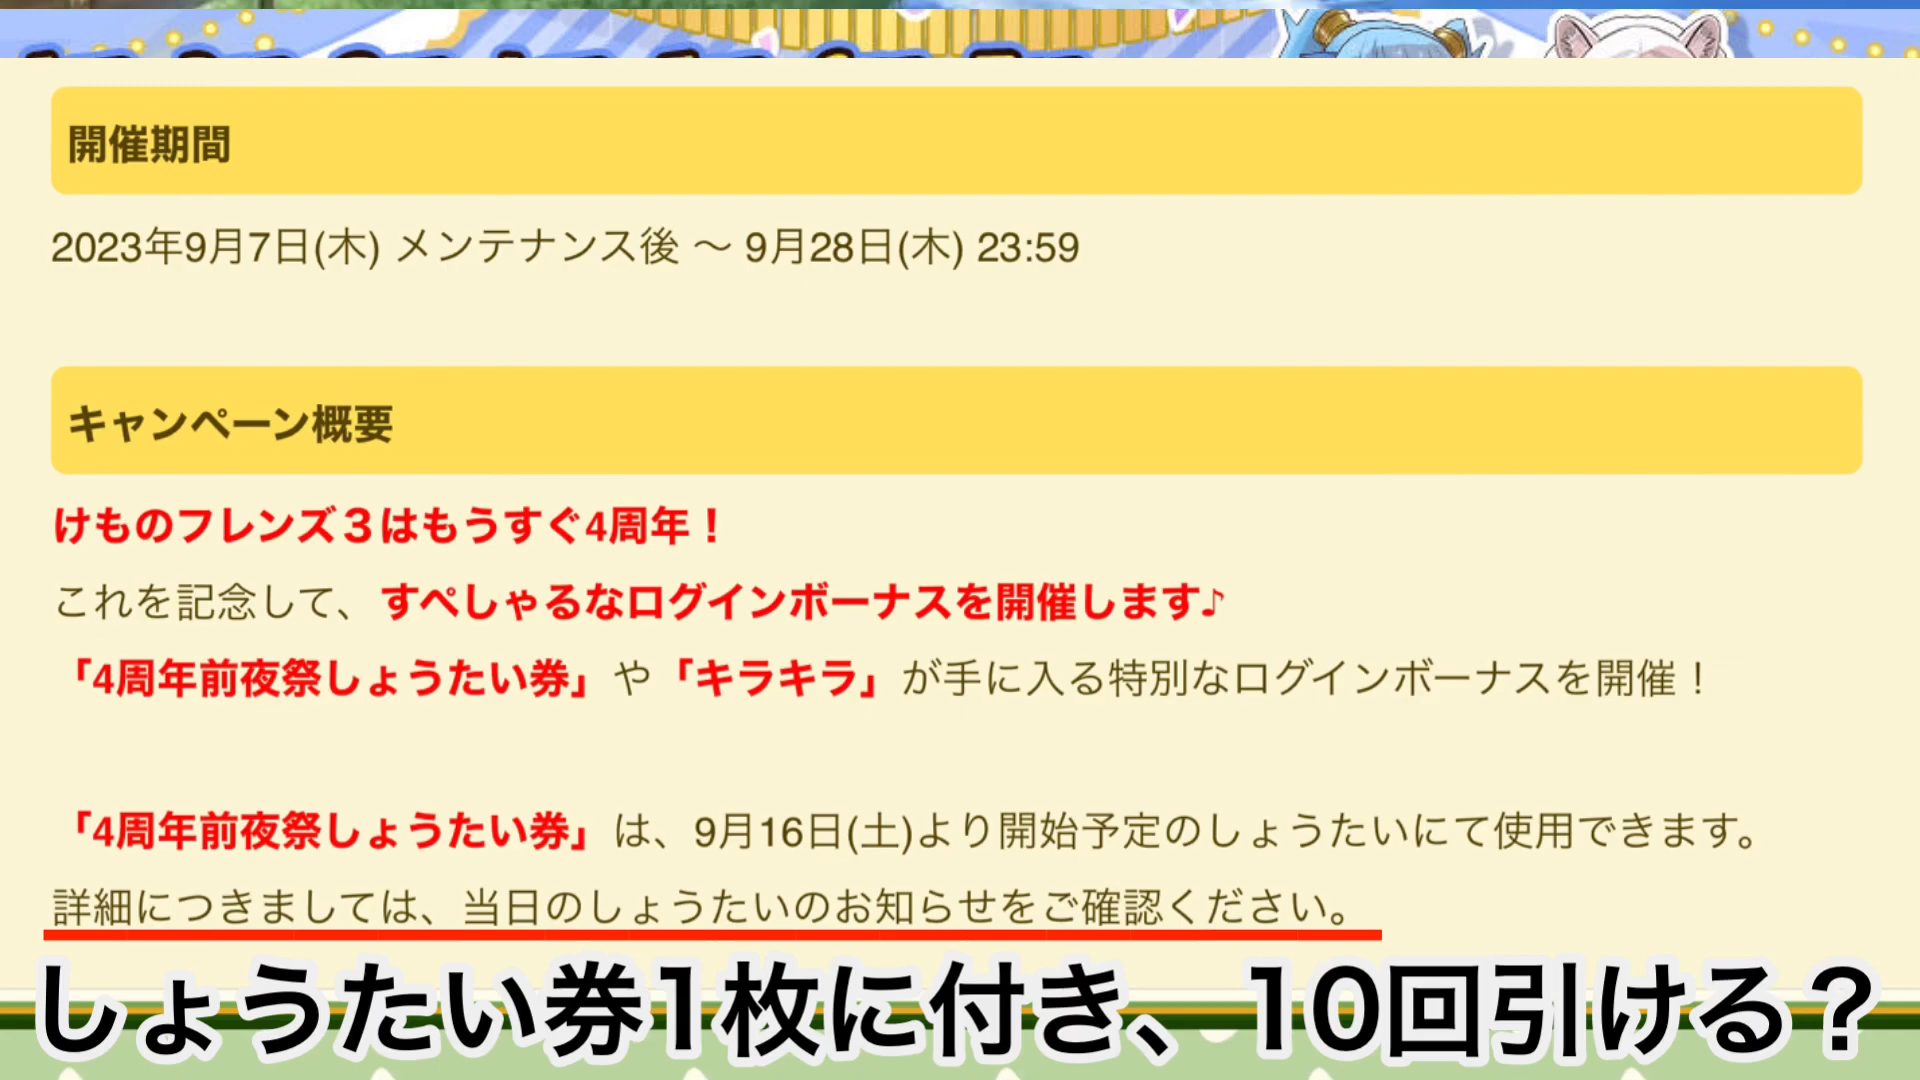 開催期間
2023年9月7日(木) メンテナンス後 ～ 9月28日(木) 23:59
キャンペーン概要
けものフレンズ３はもうすぐ4周年！
これを記念して、すぺしゃるなログインボーナスを開催します♪
「4周年前夜祭しょうたい券」や「キラキラ」が手に入る特別なログインボーナスを開催！
「4周年前夜祭しょうたい券」は、9月16日(土)より開始予定のしょうたいにて使用できます。
詳細につきましては、当日のしょうたいのお知らせをご確認ください。
しょうたい券1枚に付き、10回引ける？